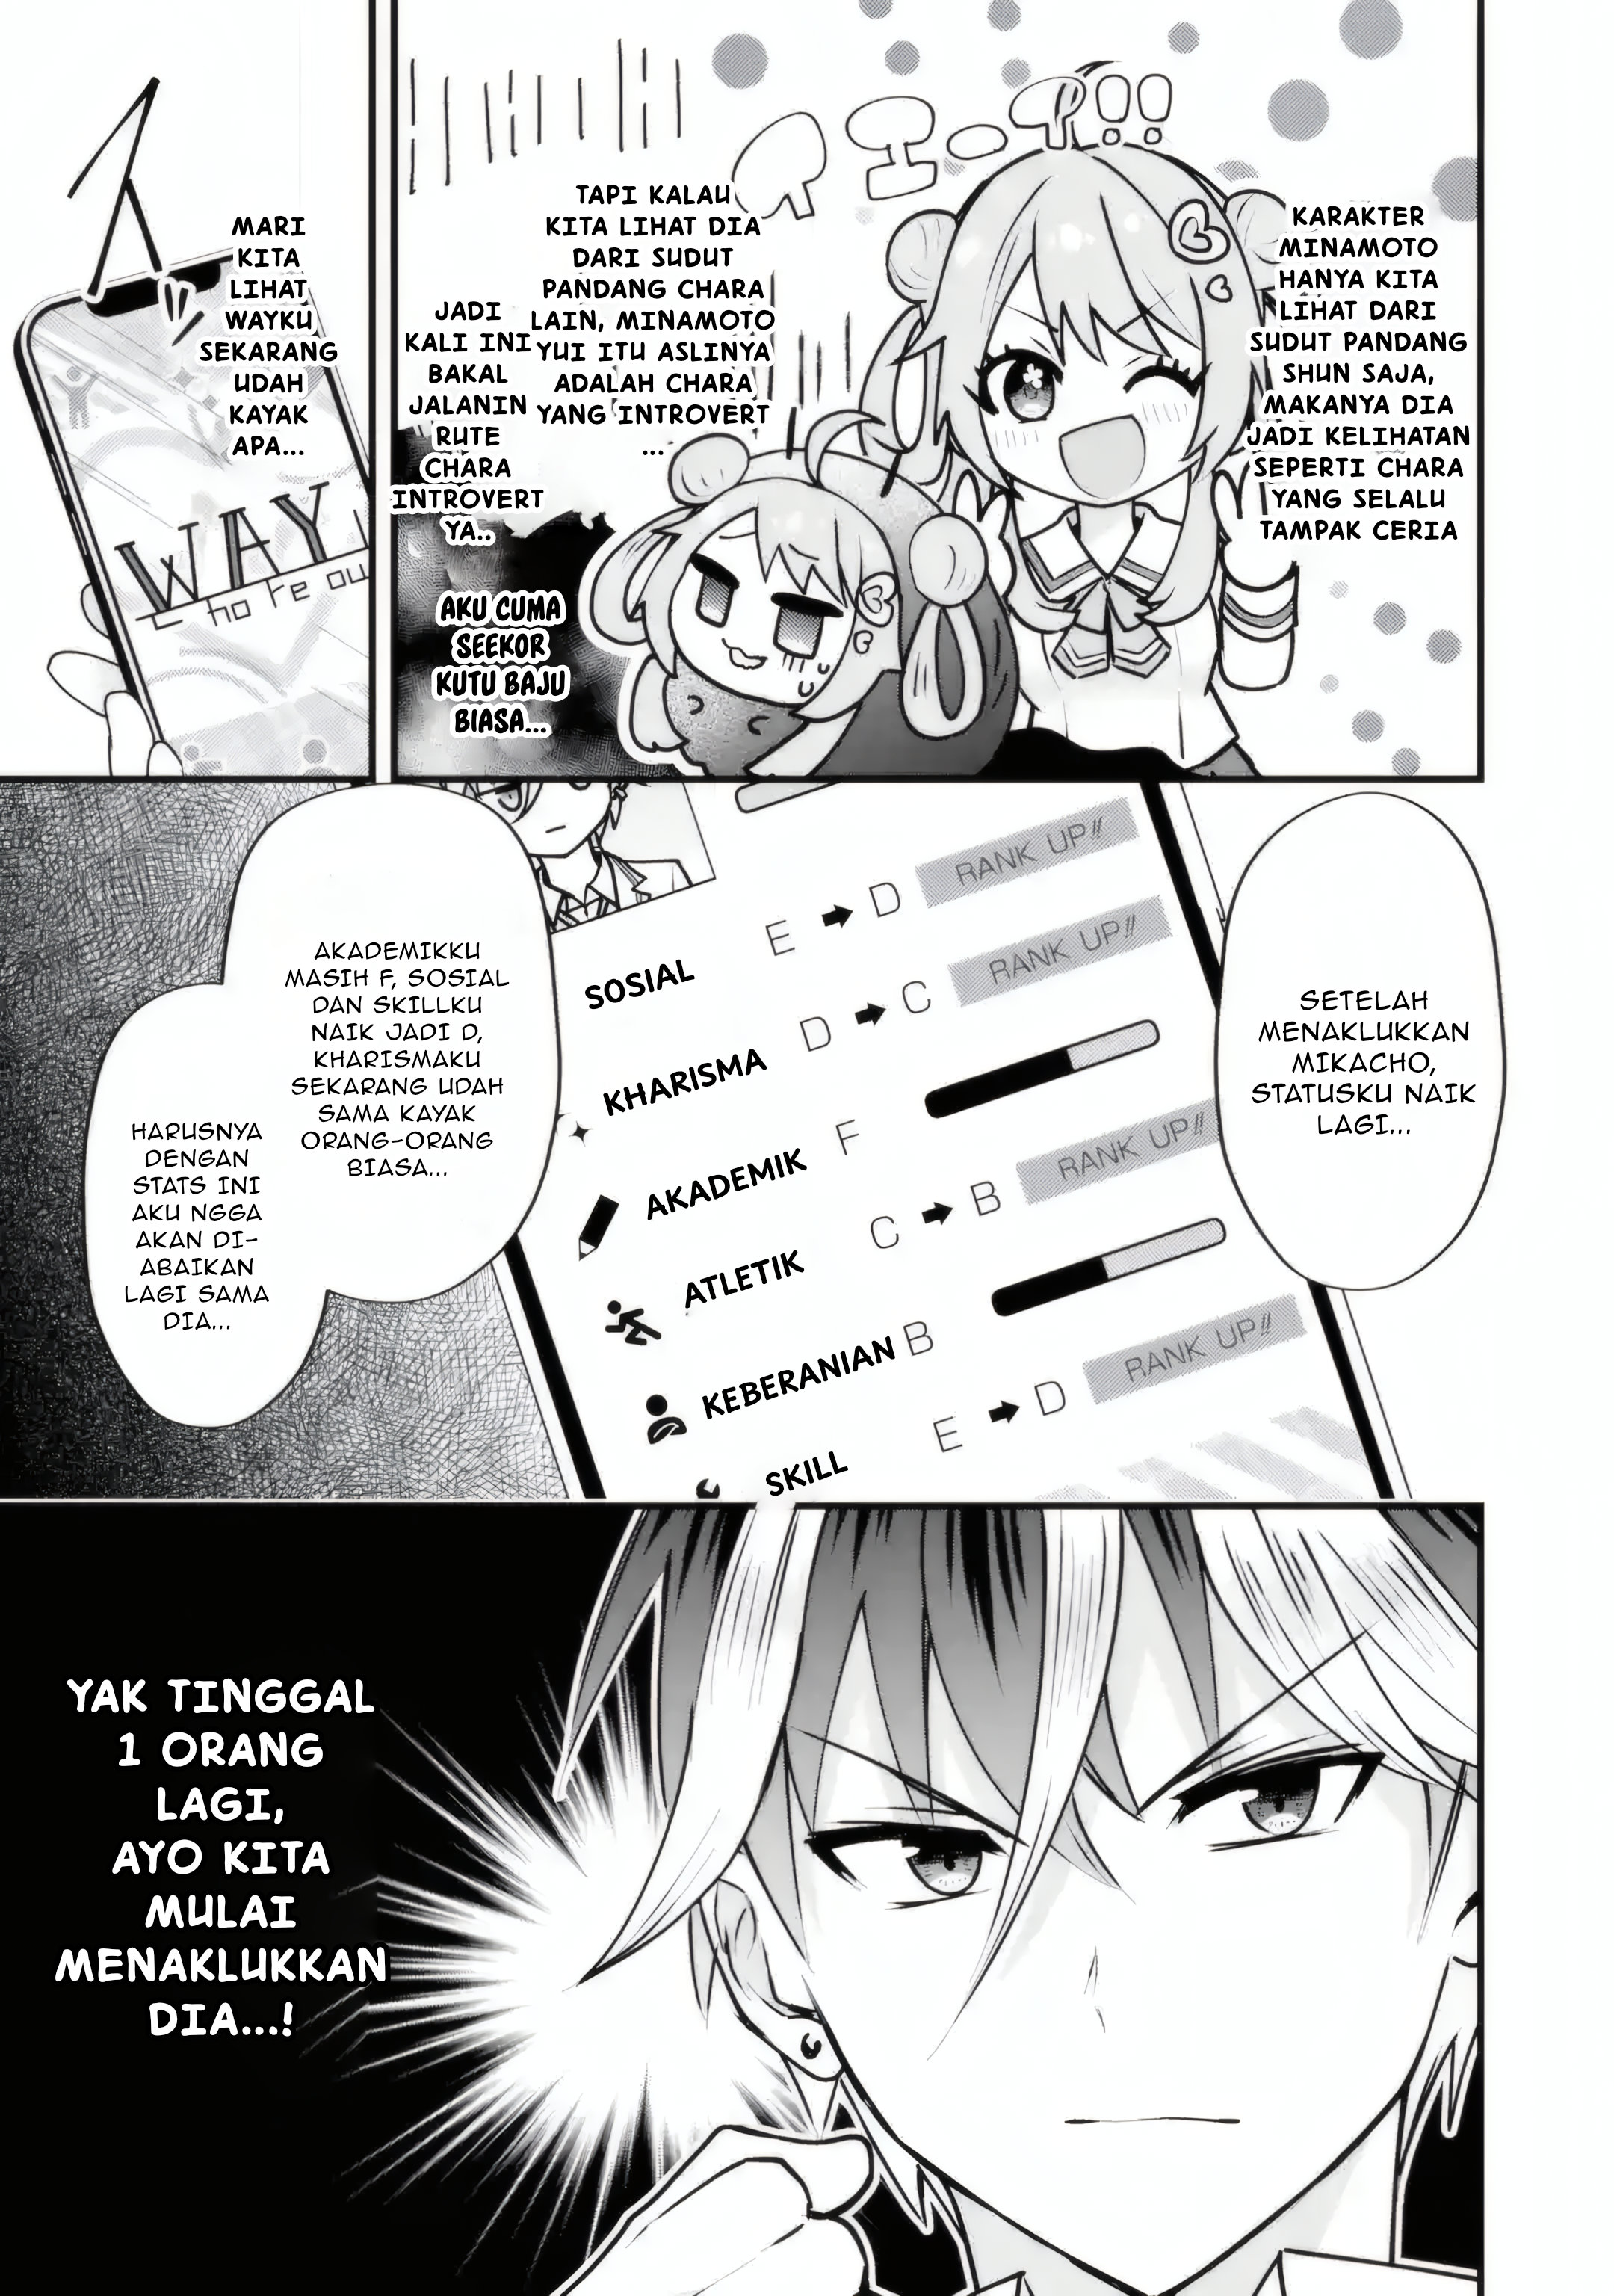 KARAKTER
MINAMOTO
HANYA KITA
LIHAT DARI
SUDUT PANDANG
SHUN SAJA,
MAKANYA DIA
JADI KELIHATAN
SEPERTI CHARA
YANG SELALU
TAMPAK CERIA
TAPI KALAU
KITA LIHAT DIA
DARI SUDUT
PANDANG CHARA
LAIN, MINAMOTO
YUI ITU ASLINYA
ADALAH CHARA
YANG INTROVERT
...
JADI
KALI INI
BAKAL
JALANIN
RUTE
CHARA
INTROVERT
YA..
AKU CUMA
SEEKOR
KUTU BAJU
BIASA...
MARI
KITA
LIHAT
WAYKU
SEKARANG
UDAH
KAYAK
APA...
WAY
SETELAH
MENAKLUKKAN
MIKACHO,
STATUSKU NAIK
LAGI...
SOSIAL E → D RANK UP!!
KHARISMA D → C RANK UP!!
AKADEMIK F
ATLETIK C → B RANK UP!!
KEBERANIAN B
SKILL E → D RANK UP!!
AKADEMIKKU
MASIH F, SOSIAL
DAN SKILLKU
NAIK JADI D,
KHARISMAKU
SEKARANG UDAH
SAMA KAYAK
ORANG-ORANG
BIASA...
HARUSNYA
DENGAN
STATS INI
AKU NGGA
AKAN DI-
ABAIKAN
LAGI SAMA
DIA...
YAK TINGGAL
1 ORANG
LAGI,
AYO KITA
MULAI
MENAKLUKKAN
DIA...!